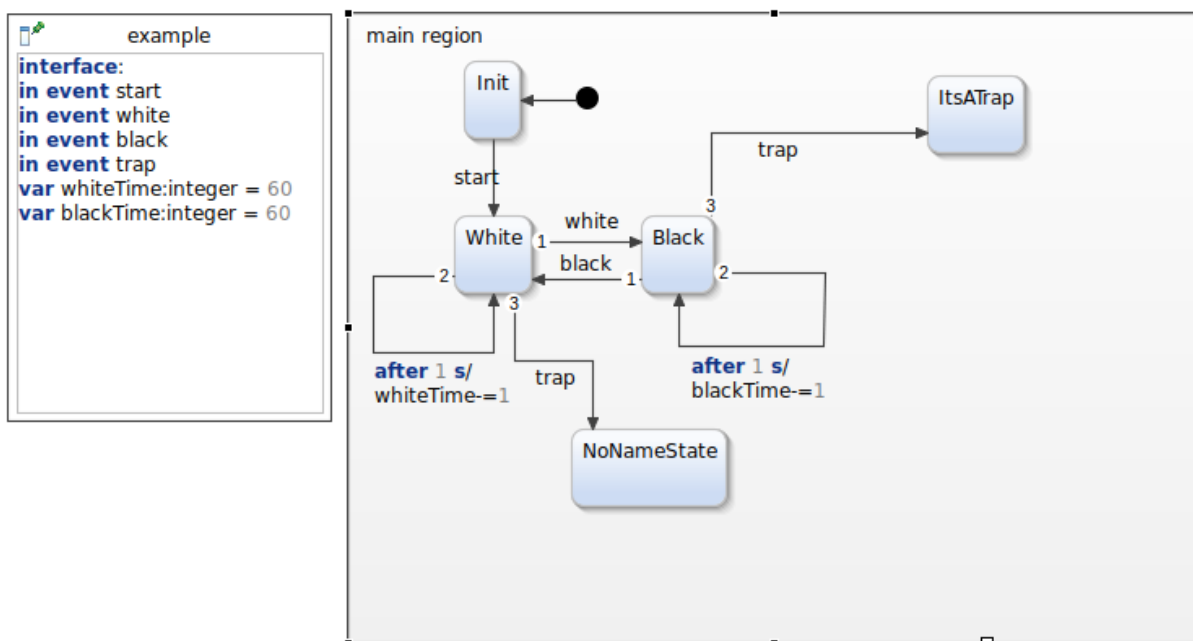 example
interface:
in event start
in event white
in event black
in event trap
var whiteTime:integer = 60
var blackTime:integer = 60
main region
Init
ItsATrap
trap
start
3
white
White
1
Black
black
2
1
2
3
after 1 s/
whiteTime-=1
trap
after 1 s/
blackTime-=1
NoNameState